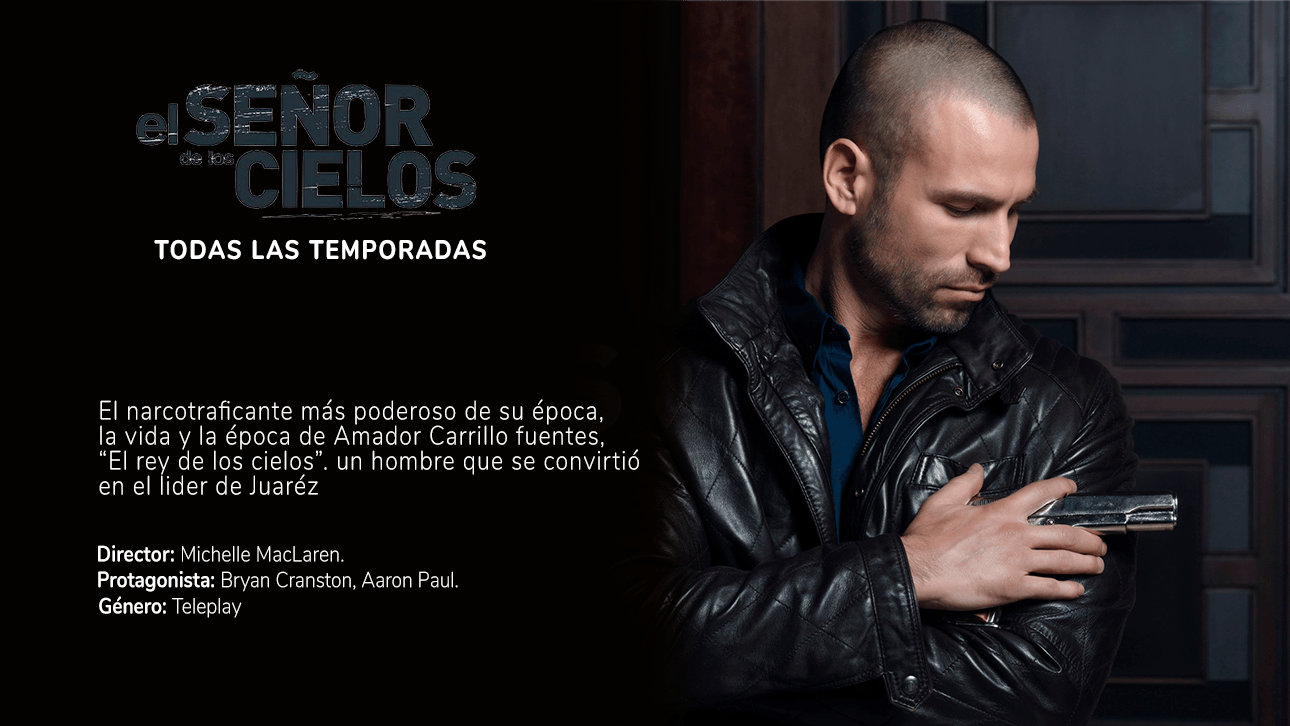 el SEÑOR
de los
CIELOS
TODAS LAS TEMPORADAS
El narcotraficante más poderoso de su época,
la vida y la época de Amador Carrillo fuentes,
“El rey de los cielos”. un hombre que se convirtió
en el lider de Juaréz
Director: Michelle MacLaren.
Protagonista: Bryan Cranston, Aaron Paul.
Género: Teleplay